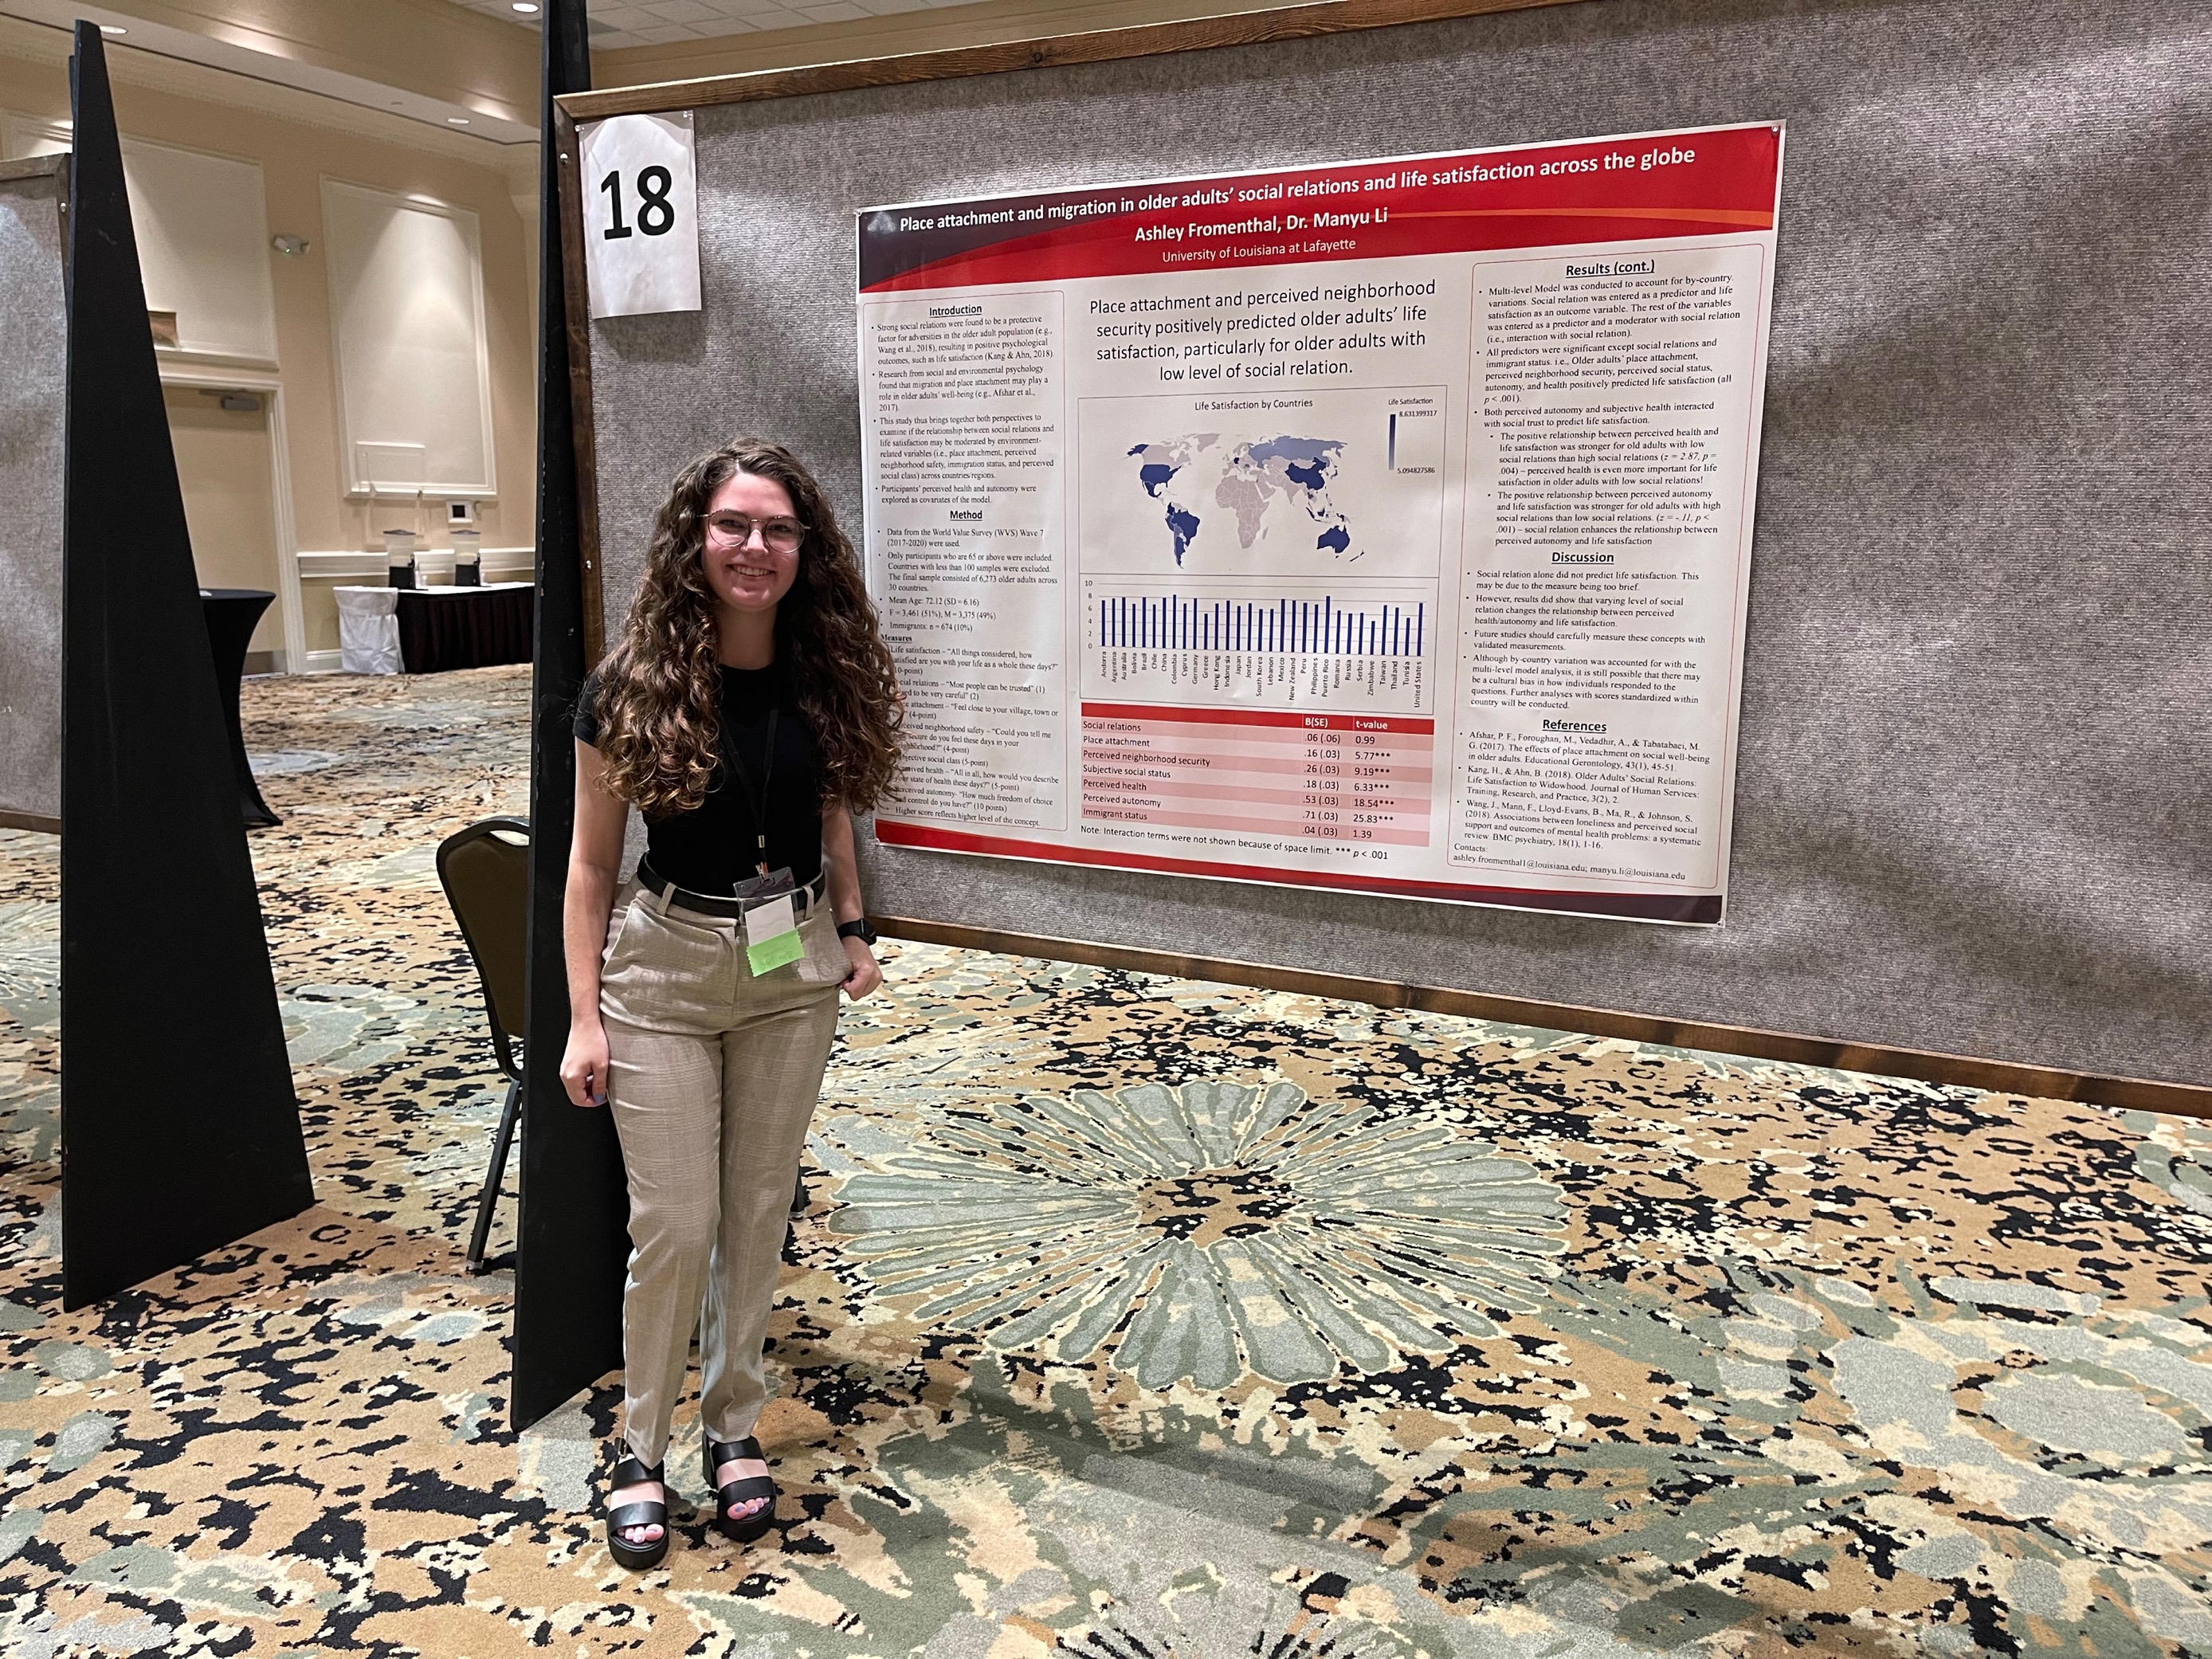 18
Place attachment and migration in older adults' social relations and life satisfaction across the globe
Ashley Fromenthal, Dr. Manyu Li
University of Louisiana at Lafayette
Introduction
• Strong social relations were found to be a protective
factor for adversities in the older adult population (e.g.,
Wang et al., 2018), resulting in positive psychological
outcomes, such as life satisfaction (Kang & Ahn, 2018).
• Research from social and environmental psychology
found that migration and place attachment may play a
role in older adults' well-being (e.g., Afshar et al.,
2017).
• This study thus brings together both perspectives to
examine if the relationship between social relations and
life satisfaction may be moderated by environment-
related variables (i.e., place attachment, perceived
neighborhood safety, immigration status, and perceived
social class) across countries/regions.
• Participants' perceived health and autonomy were
explored as covariates of the model.
Method
• Data from the World Value Survey (WVS) Wave 7
(2017-2020) were used.
• Only participants who are 65 or above were included.
Countries with less than 100 samples were excluded.
The final sample consisted of 6,273 older adults across
30 countries.
• Mean Age: 72.12 (SD = 6.16)
• F = 3,461 (51%), M = 3,375 (49%)
• Immigrants: n = 674 (10%)
Measures
Life satisfaction – "All things considered, how
satisfied are you with your life as a whole these days?"
10-point)
cial relations – "Most people can be trusted" (1)
ed to be very careful" (2)
attachment – "Feel close to your village, town or
(4-point)
ceived neighborhood safety – "Could you tell me
secure do you feel these days in your
ghborhood?" (4-point)
bjective social class (5-point)
ived health – "All in all, how would you describe
your state of health these days?" (5-point)
erceived autonomy- "How much freedom of choice
and control do you have?" (10 points)
Higher score reflects higher level of the concept.
Place attachment and perceived neighborhood
security positively predicted older adults' life
satisfaction, particularly for older adults with
low level of social relation.
Life Satisfaction by Countries
Life Satisfaction
8.631399317
5.094827586
10
8
6
4
2
0
Andorra
Argentina
Australia
Bolivia
Brazil
Chile
China
Colombia
Cyprus
Germany
Greece
Hong Kong
Indonesia
Japan
Jordan
South Korea
Lebanon
Mexico
New Zealand
Peru
Philippines
Puerto Rico
Romania
Russia
Serbia
Zimbabwe
Taiwan
Thailand
Tunisia
United States
B(SE) t-value
Social relations .06 (.06) 0.99
Place attachment .16 (.03) 5.77***
Perceived neighborhood security .26 (.03) 9.19***
Subjective social status .18 (.03) 6.33***
Perceived health .53 (.03) 18.54***
Perceived autonomy .71 (.03) 25.83***
Immigrant status .04 (.03) 1.39
Note: Interaction terms were not shown because of space limit. *** p < .001
Results (cont.)
• Multi-level Model was conducted to account for by-country
variations. Social relation was entered as a predictor and life
satisfaction as an outcome variable. The rest of the variables
was entered as a predictor and a moderator with social relation
(i.e., interaction with social relation).
• All predictors were significant except social relations and
immigrant status. i.e., Older adults' place attachment,
perceived neighborhood security, perceived social status,
autonomy, and health positively predicted life satisfaction (all
p < .001).
• Both perceived autonomy and subjective health interacted
with social trust to predict life satisfaction.
• The positive relationship between perceived health and
life satisfaction was stronger for old adults with low
social relations than high social relations (z = 2.87, p =
.004) – perceived health is even more important for life
satisfaction in older adults with low social relations!
• The positive relationship between perceived autonomy
and life satisfaction was stronger for old adults with high
social relations than low social relations. (z = -.11, p <
.001) – social relation enhances the relationship between
perceived autonomy and life satisfaction
Discussion
• Social relation alone did not predict life satisfaction. This
may be due to the measure being too brief.
• However, results did show that varying level of social
relation changes the relationship between perceived
health/autonomy and life satisfaction.
• Future studies should carefully measure these concepts with
validated measurements.
• Although by-country variation was accounted for with the
multi-level model analysis, it is still possible that there may
be a cultural bias in how individuals responded to the
questions. Further analyses with scores standardized within
country will be conducted.
References
• Afshar, P. F., Foroughan, M., Vedadhir, A., & Tabatabaei, M.
G. (2017). The effects of place attachment on social well-being
in older adults. Educational Gerontology, 43(1), 45-51.
• Kang, H., & Ahn, B. (2018). Older Adults' Social Relations:
Life Satisfaction to Widowhood. Journal of Human Services:
Training, Research, and Practice, 3(2), 2.
• Wang, J., Mann, F., Lloyd-Evans, B., Ma, R., & Johnson, S.
(2018). Associations between loneliness and perceived social
support and outcomes of mental health problems: a systematic
review. BMC psychiatry, 18(1), 1-16.
Contacts:
ashley.fromenthal1@louisiana.edu; manyu.li@louisiana.edu